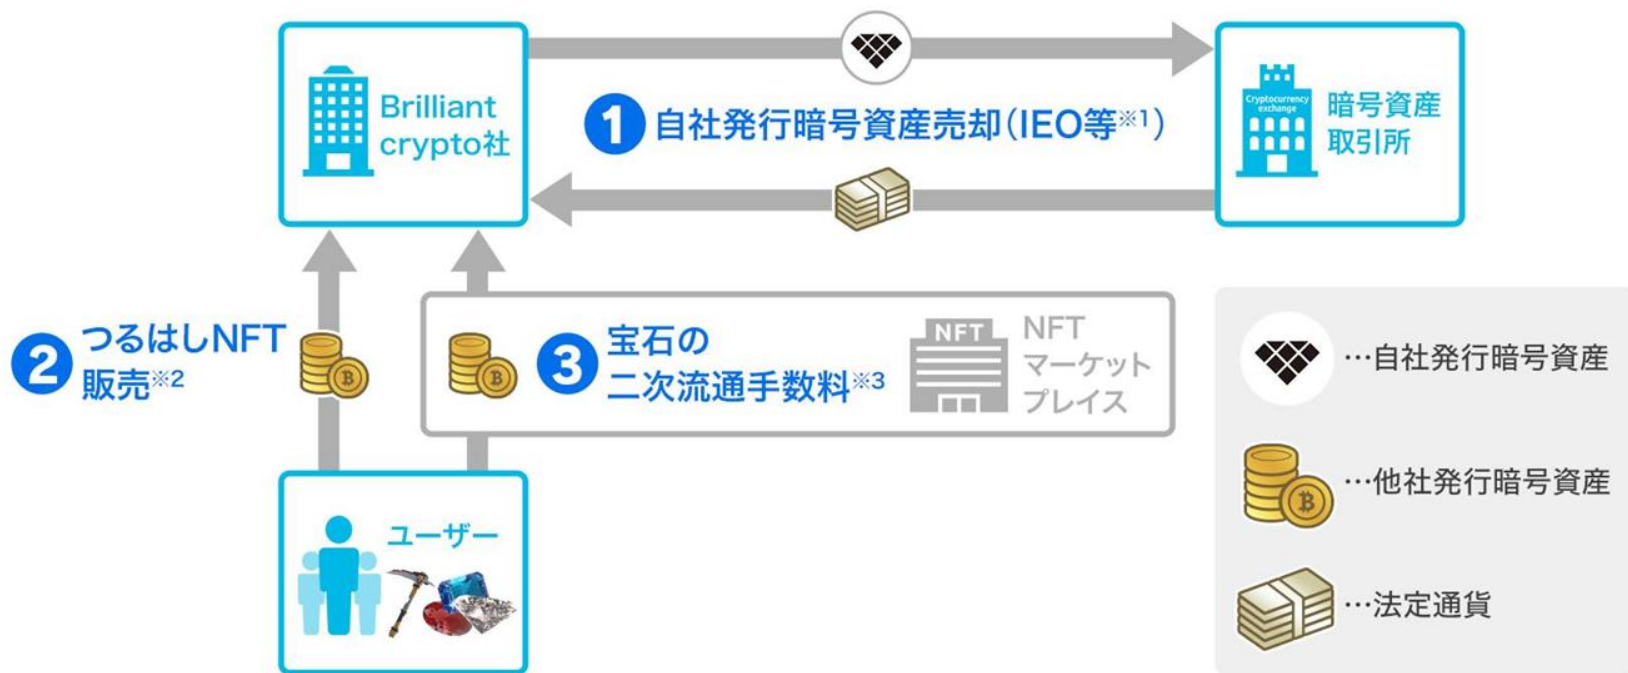 Brilliant
crypto社
❶自社発行暗号資産売却(IEO等※1)
Cryptocurrency
exchange
暗号資産
取引所
❷つるはしNFT
販売※2
❸宝石の
二次流通手数料※3
NFT
NFT
マーケット
プレイス
ユーザー
…自社発行暗号資産
…他社発行暗号資産
…法定通貨